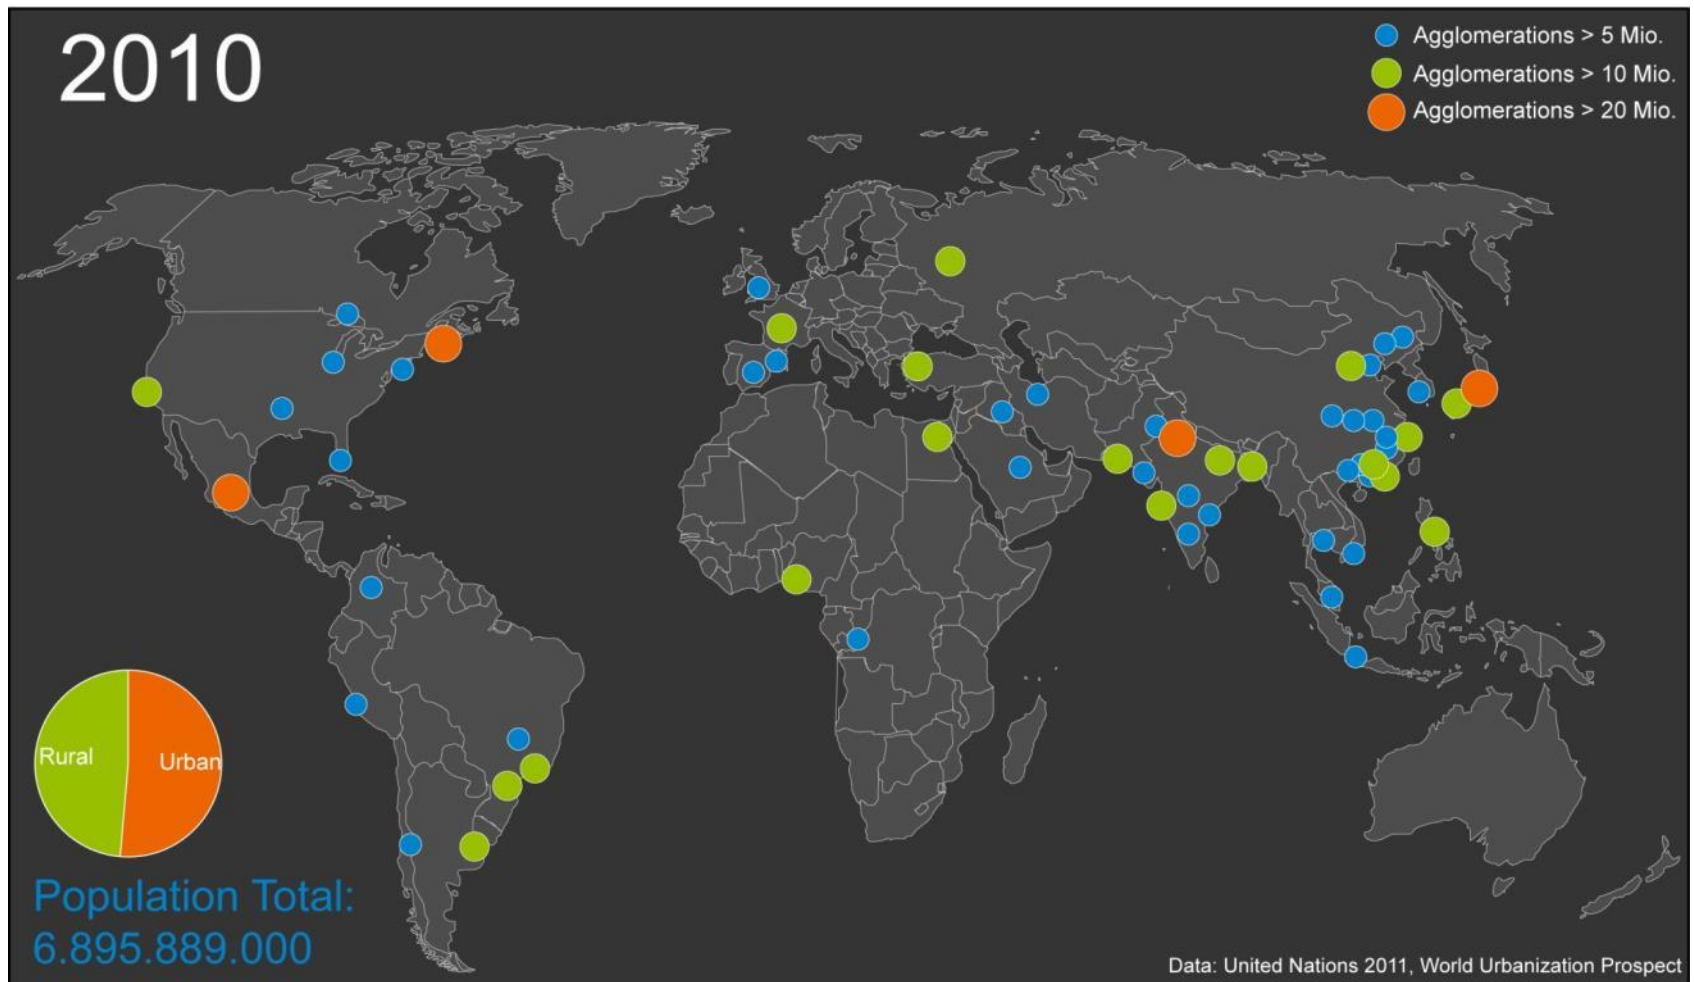 2010
Agglomerations > 5 Mio.
Agglomerations > 10 Mio.
Agglomerations > 20 Mio.
Rural
Urban
Population Total:
6.895.889.000
Data: United Nations 2011, World Urbanization Prospect